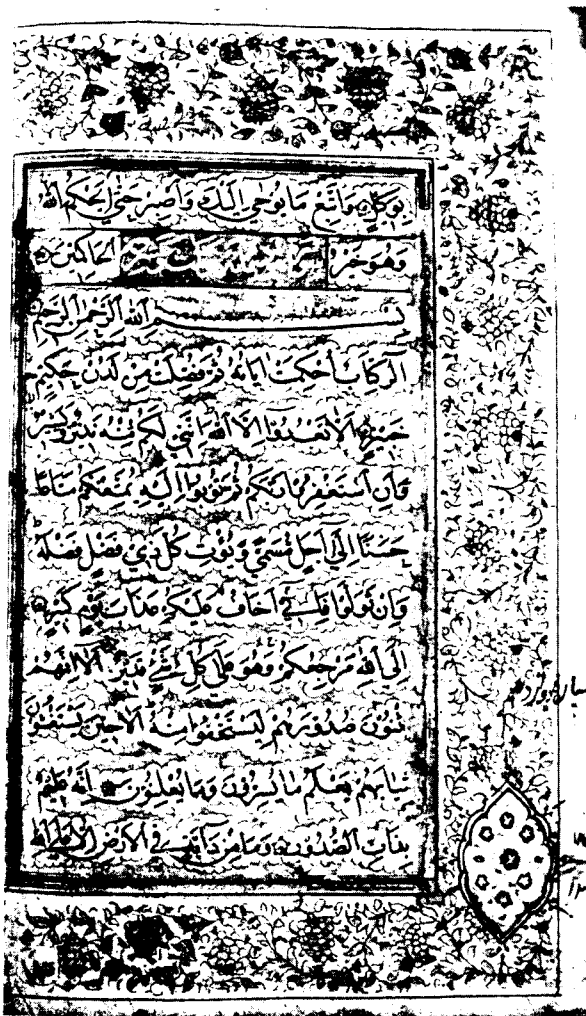 بوكيل واتبع ما يوحى اليك واصبر حتى يحكم الله
وهو خير الحاكمين
بسم الله الرحمن الرحيم
الر كتاب احكمت اياته ثم فصلت من لدن حكيم
خبير الا تعبدوا الا الله انني لكم منه نذير وبشير
وان استغفروا ربكم ثم توبوا اليه يمتعكم متاعا
حسنا الى اجل مسمى ويؤت كل ذي فضل فضله
وان تولوا فاني اخاف عليكم عذاب يوم كبير
الى الله مرجعكم وهو على كل شيء قدير الا انهم
يثنون صدورهم ليستخفوا منه الا حين يستغشون
ثيابهم يعلم ما يسرون وما يعلنون انه عليم
بذات الصدور وما من دابة في الارض الا على الله